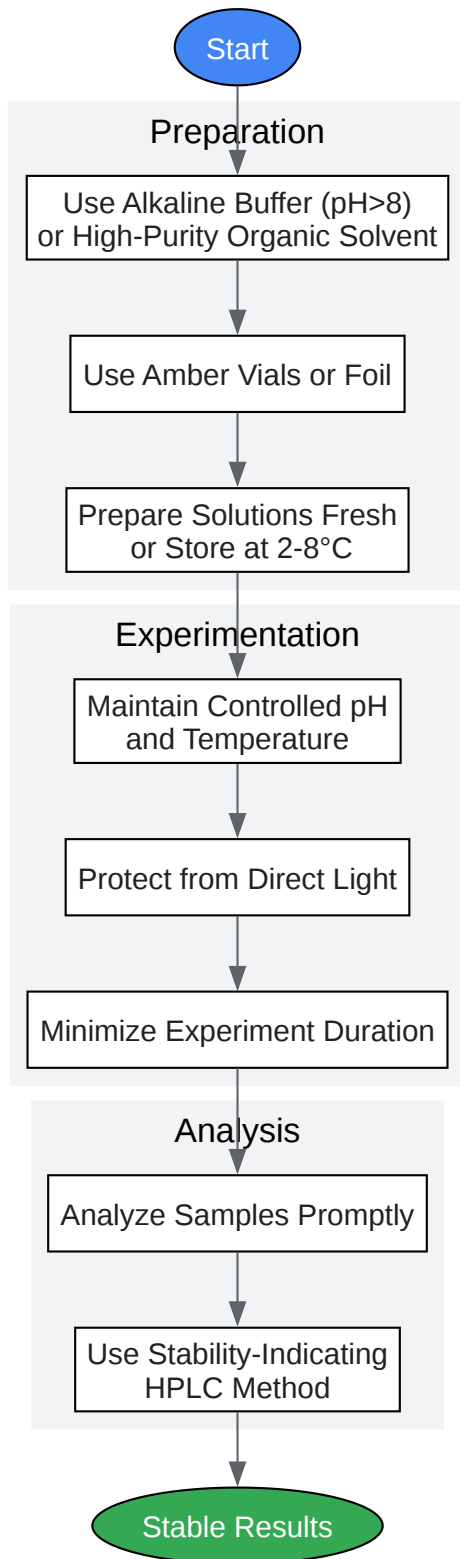 Start
Preparation
Use Alkaline Buffer (pH>8)
or High-Purity Organic Solvent
Use Amber Vials or Foil
Prepare Solutions Fresh
or Store at 2-8°C
Experimentation
Maintain Controlled pH
and Temperature
Protect from Direct Light
Minimize Experiment Duration
Analysis
Analyze Samples Promptly
Use Stability-Indicating
HPLC Method
Stable Results